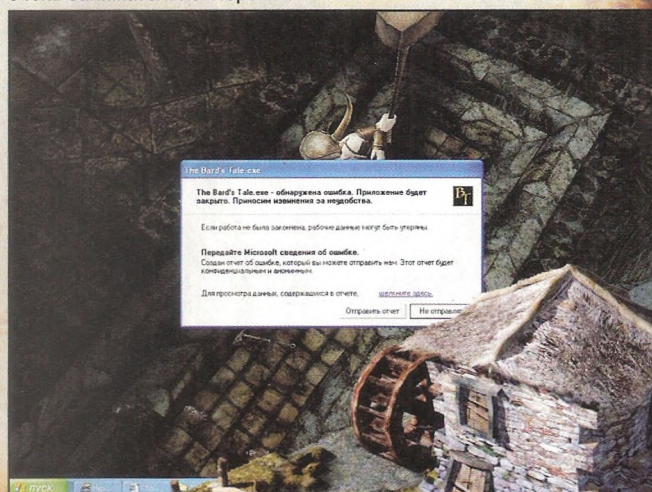 The Bard's Tale.exe
The Bard's Tale.exe - обнаружена ошибка. Приложение будет
закрыто. Приносим извинения за неудобства.
BT
Если работа не была закончена, рабочие данные могут быть утеряны.
Передайте Microsoft сведения об ошибке.
Создан отчет об ошибке, который вы можете отправить нам. Этот отчет будет
конфиденциальным и анонимным.
Для просмотра данных, содержащихся в отчете, щелкните здесь.
Отправить отчет Не
пуск